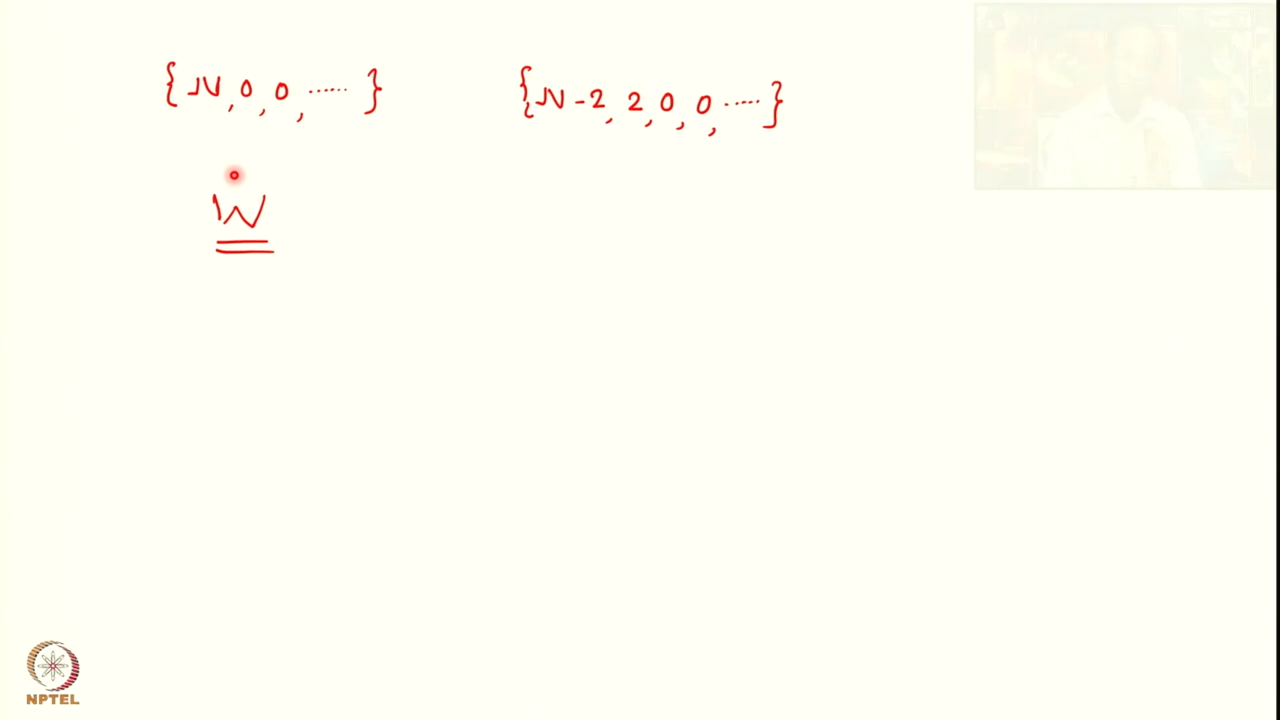 {N, 0, 0, ......} {N-2, 2, 0, 0, .....}
W
NPTEL